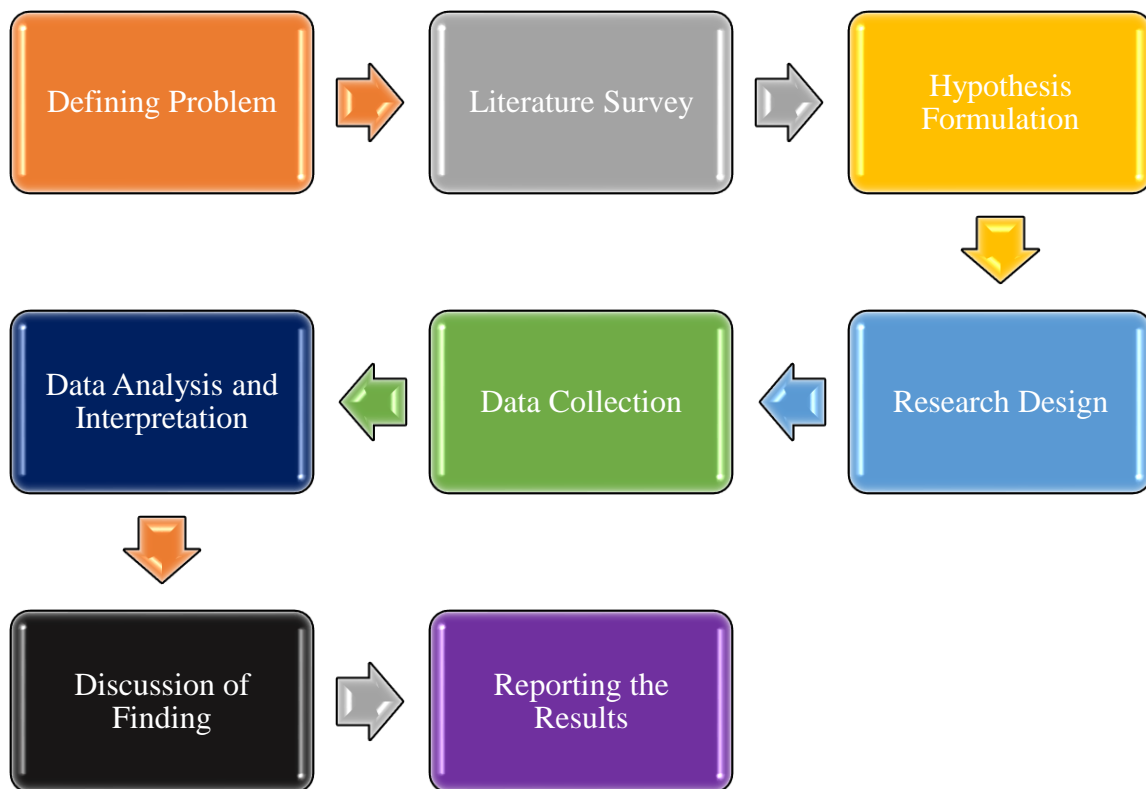 Defining Problem
Literature Survey
Hypothesis
Formulation
Research Design
Data Collection
Data Analysis and
Interpretation
Discussion of
Finding
Reporting the
Results